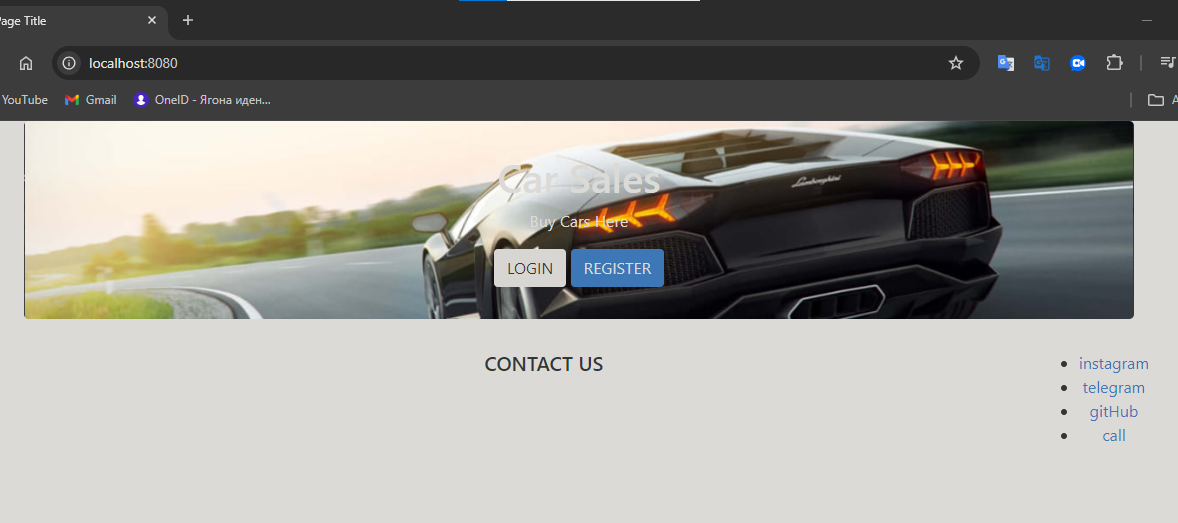 Page Title
localhost:8080
YouTube
Gmail
OneID - Ягона иден...
Lamborghini
Car Sales
Buy Cars Here
LOGIN
REGISTER
CONTACT US
instagram
telegram
gitHub
call